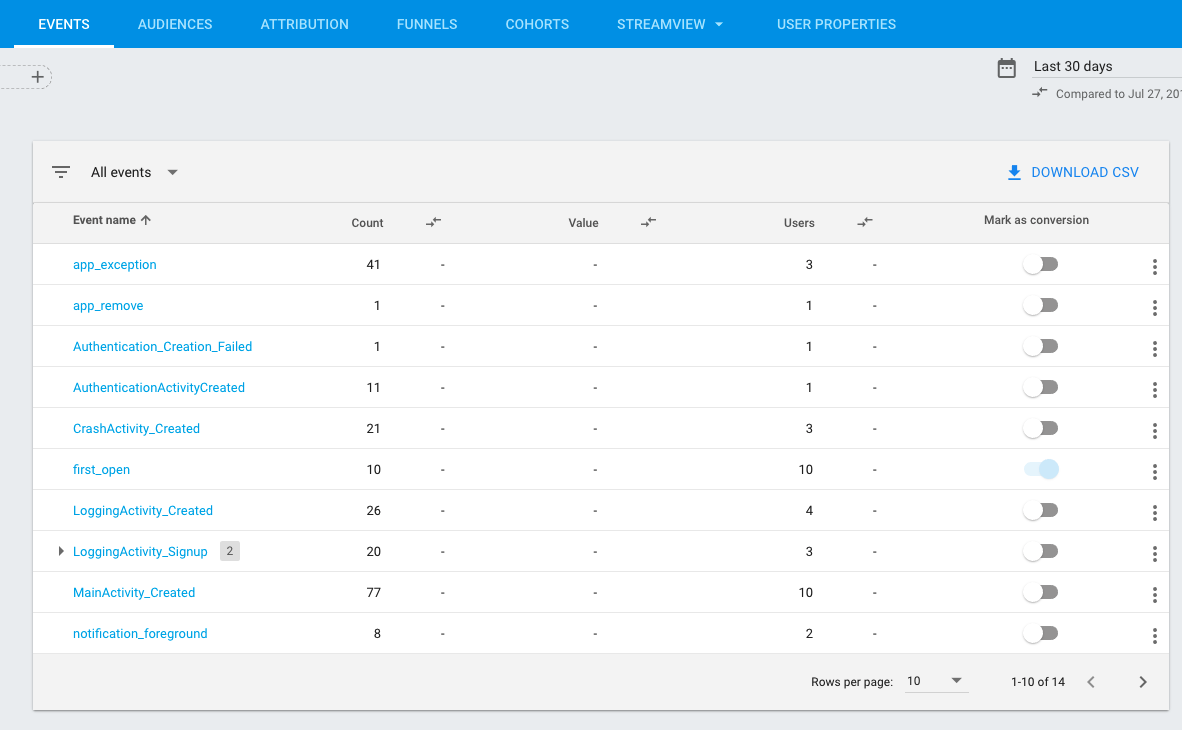 EVENTS AUDIENCES ATTRIBUTION FUNNELS COHORTS STREAMVIEW USER PROPERTIES
Last 30 days
Compared to Jul 27, 201
All events DOWNLOAD CSV
Event name Count Value Users Mark as conversion
app_exception 41 - - 3 -
app_remove 1 - - 1 -
Authentication_Creation_Failed 1 - - 1 -
AuthenticationActivityCreated 11 - - 1 -
CrashActivity_Created 21 - - 3 -
first_open 10 - - 10 -
LoggingActivity_Created 26 - - 4 -
LoggingActivity_Signup 2 20 - - 3 -
MainActivity_Created 77 - - 10 -
notification_foreground 8 - - 2 -
Rows per page: 10 1-10 of 14